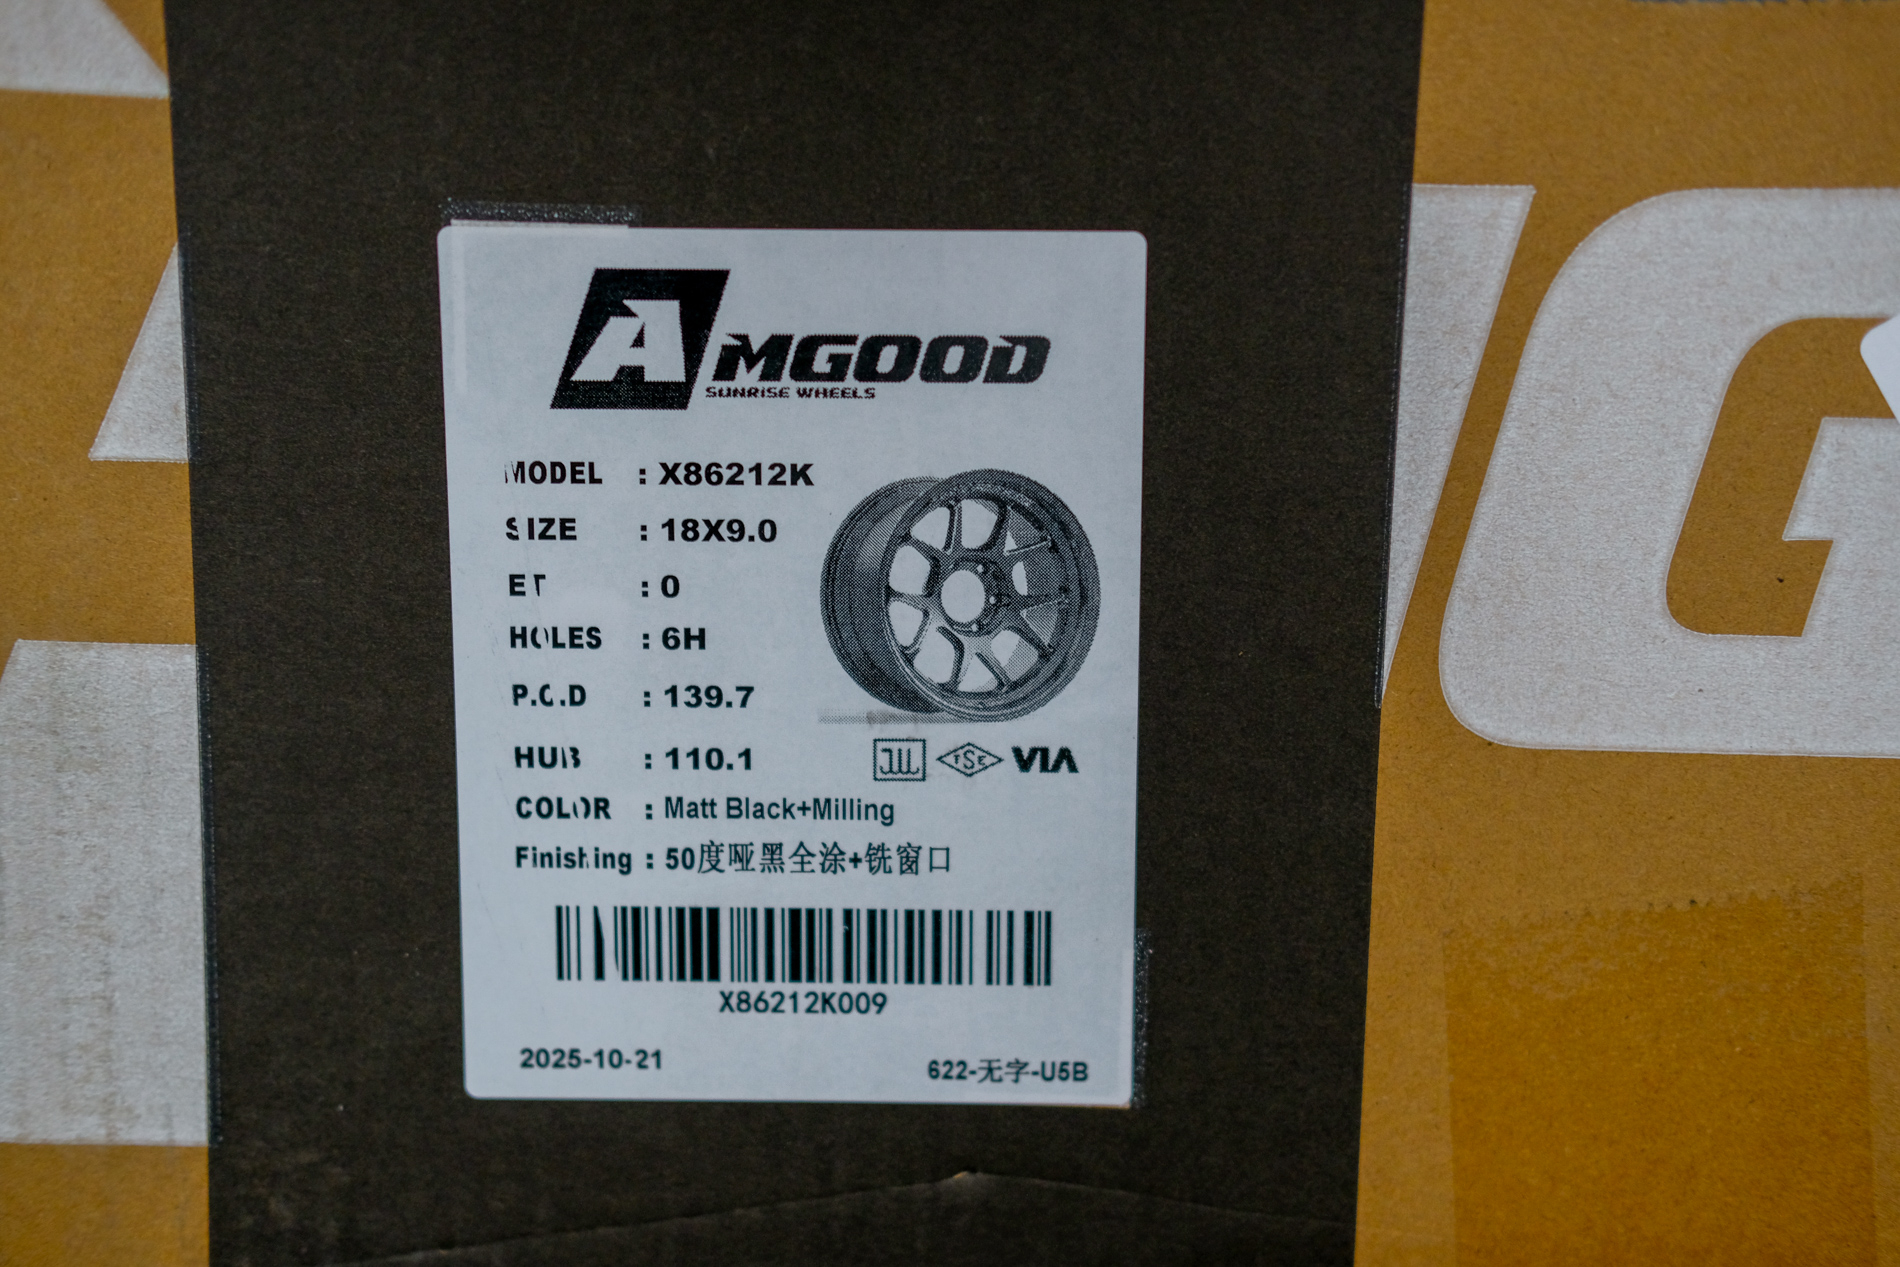 AMGOOD
SUNRISE WHEELS
MODEL : X86212K
SIZE : 18X9.0
ET : 0
HOLES : 6H
P.C.D : 139.7
HUB : 110.1
JWL TSE VIA
COLOR : Matt Black+Milling
Finishing : 50度哑黑全涂+铣窗口
X86212K009
2025-10-21
622-无字-U5B
G